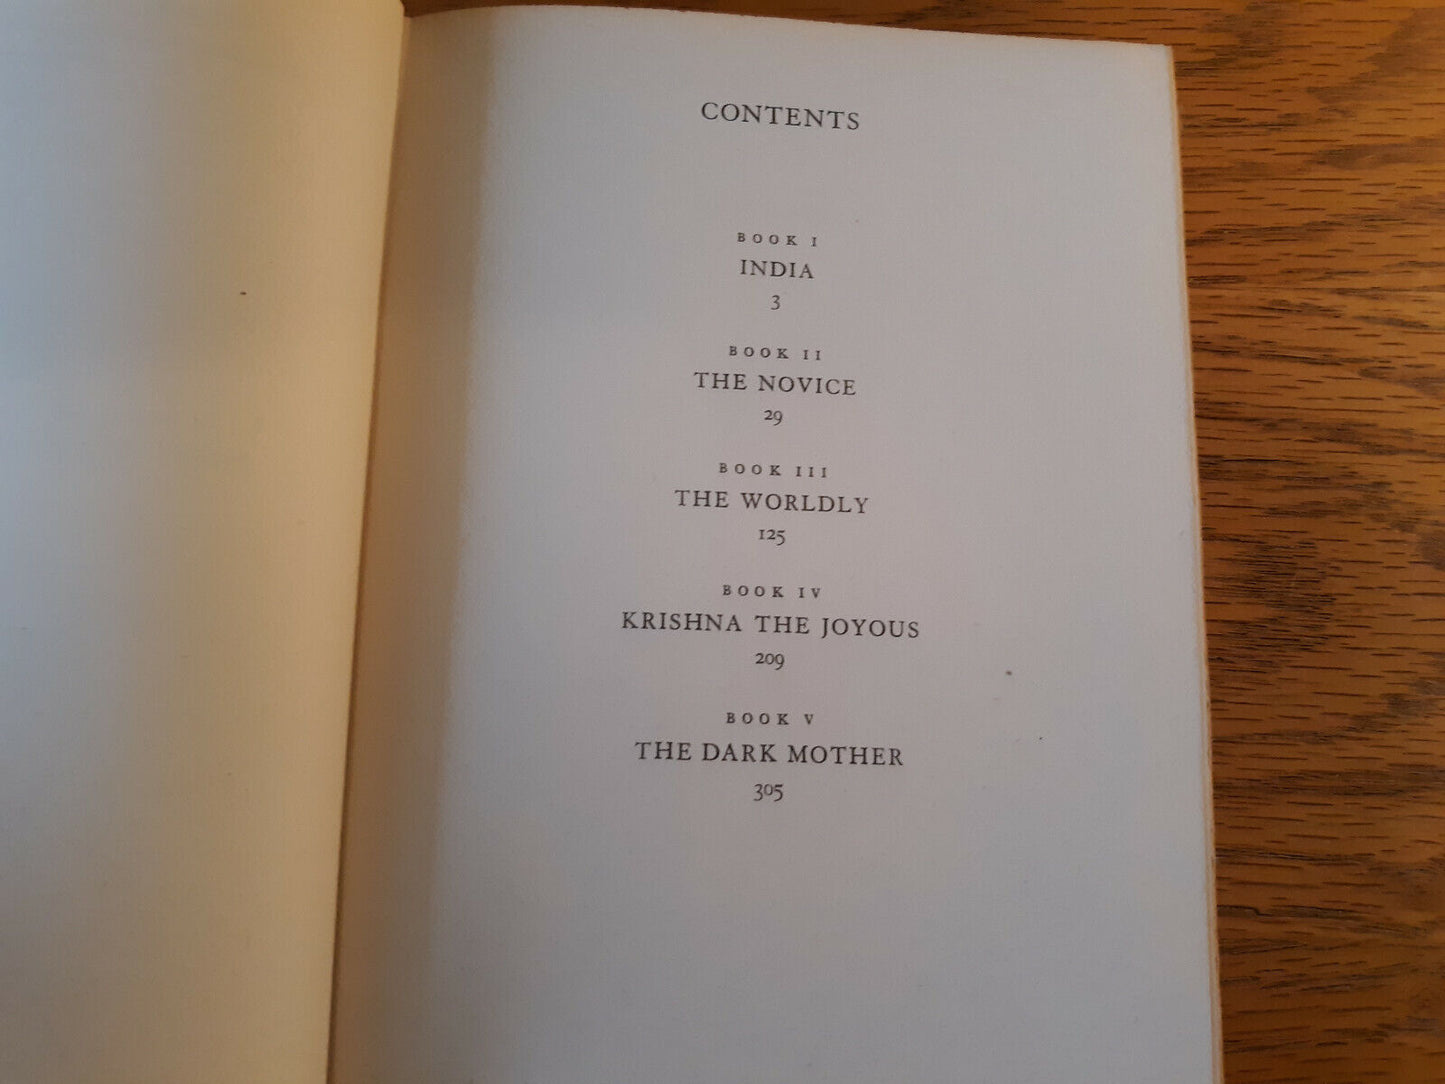 CONTENTS
BOOK I
INDIA
3
BOOK II
THE NOVICE
29
BOOK III
THE WORLDLY
125
BOOK IV
KRISHNA THE JOYOUS
209
BOOK V
THE DARK MOTHER
305